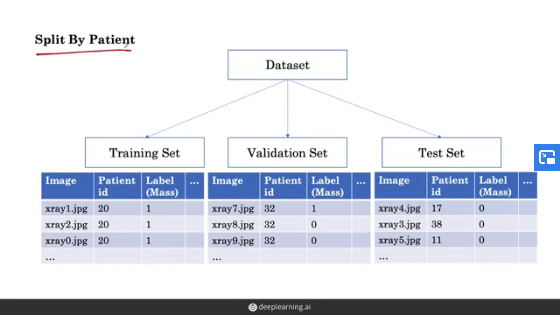 Split By Patient
Dataset
Training Set
Validation Set
Test Set
Image Patient id Label (Mass) ...
xray1.jpg 20 1
xray2.jpg 20 1
xray0.jpg 20 1
...
Image Patient id Label (Mass) ...
xray7.jpg 32 1
xray8.jpg 32 0
xray9.jpg 32 0
...
Image Patient id Label (Mass) ...
xray4.jpg 17 0
xray3.jpg 38 0
xray5.jpg 11 0
...
deeplearning.ai